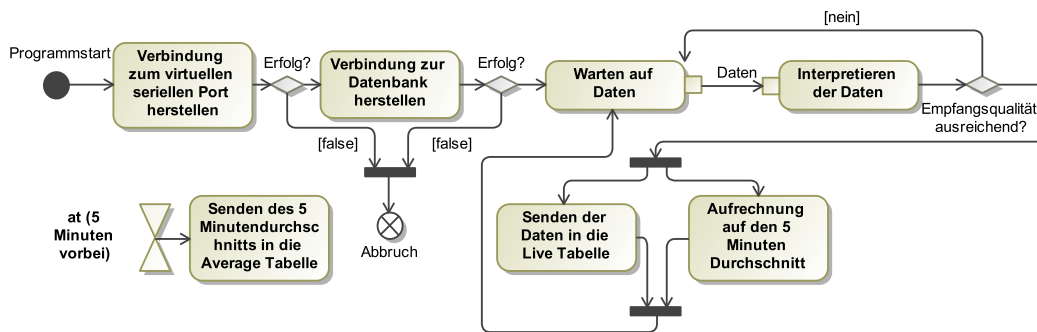 Programmstart
Verbindung
zum virtuellen
seriellen Port
herstellen
Erfolg?
Verbindung zur
Datenbank
herstellen
Erfolg?
[false]
[false]
Abbruch
Warten auf
Daten
Daten
Interpretieren
der Daten
[nein]
Empfangsqualität
ausreichend?
Senden der
Daten in die
Live Tabelle
Aufrechnung
auf den 5
Minuten
Durchschnitt
at (5
Minuten
vorbei)
Senden des 5
Minutendurchsc
hnitts in die
Average Tabelle